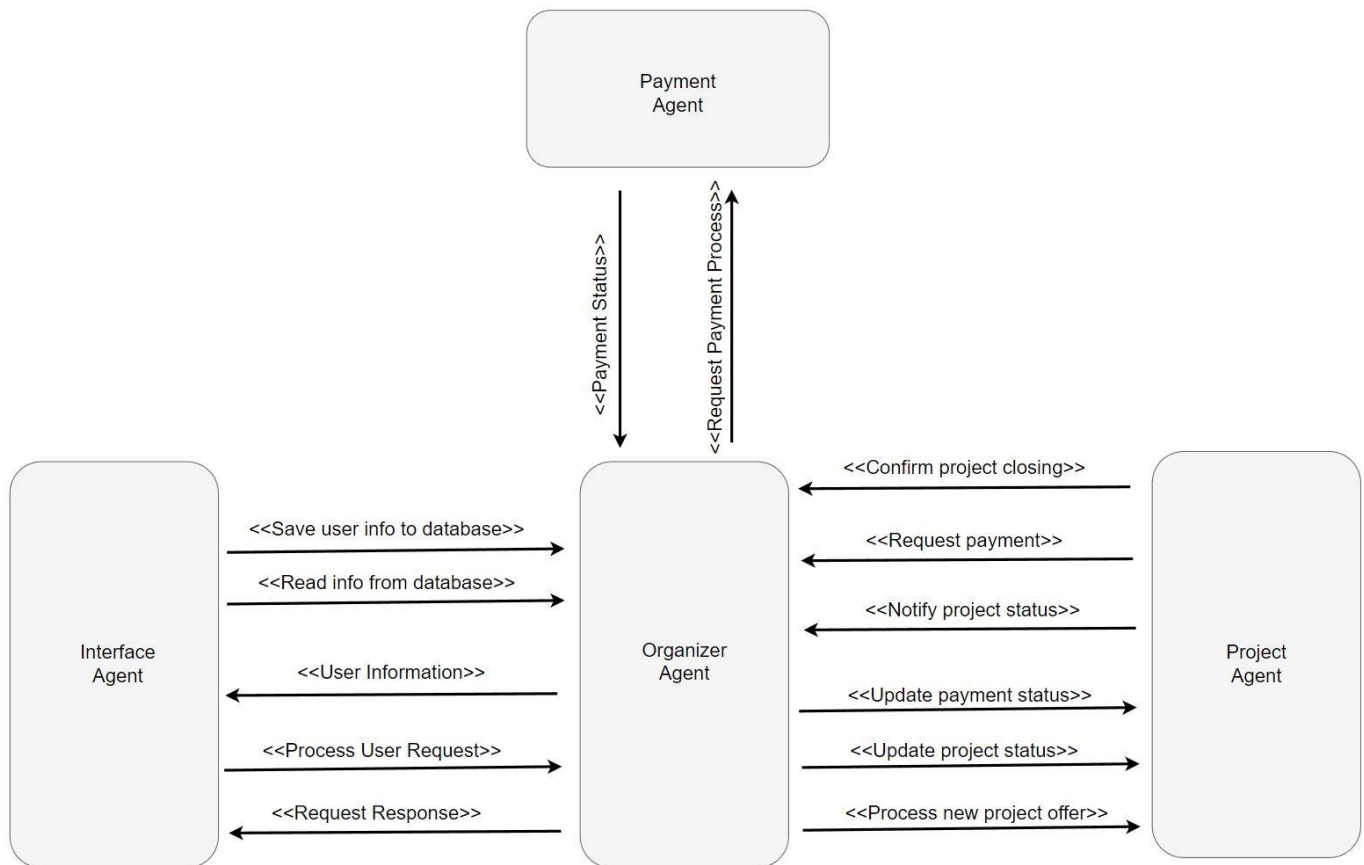 Payment
Agent
<<Payment Status>>
<<Request Payment Process>>
Interface
Agent
<<Save user info to database>>
<<Read info from database>>
<<User Information>>
<<Process User Request>>
<<Request Response>>
Organizer
Agent
<<Confirm project closing>>
<<Request payment>>
<<Notify project status>>
<<Update payment status>>
<<Update project status>>
<<Process new project offer>>
Project
Agent